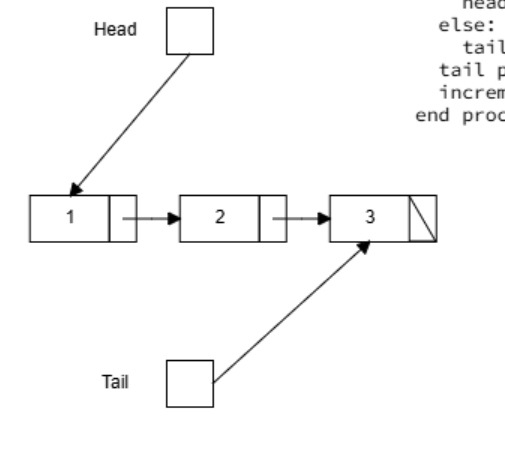 Head
head
else:
tail
tail p
increm
end proc
1 2 3
Tail